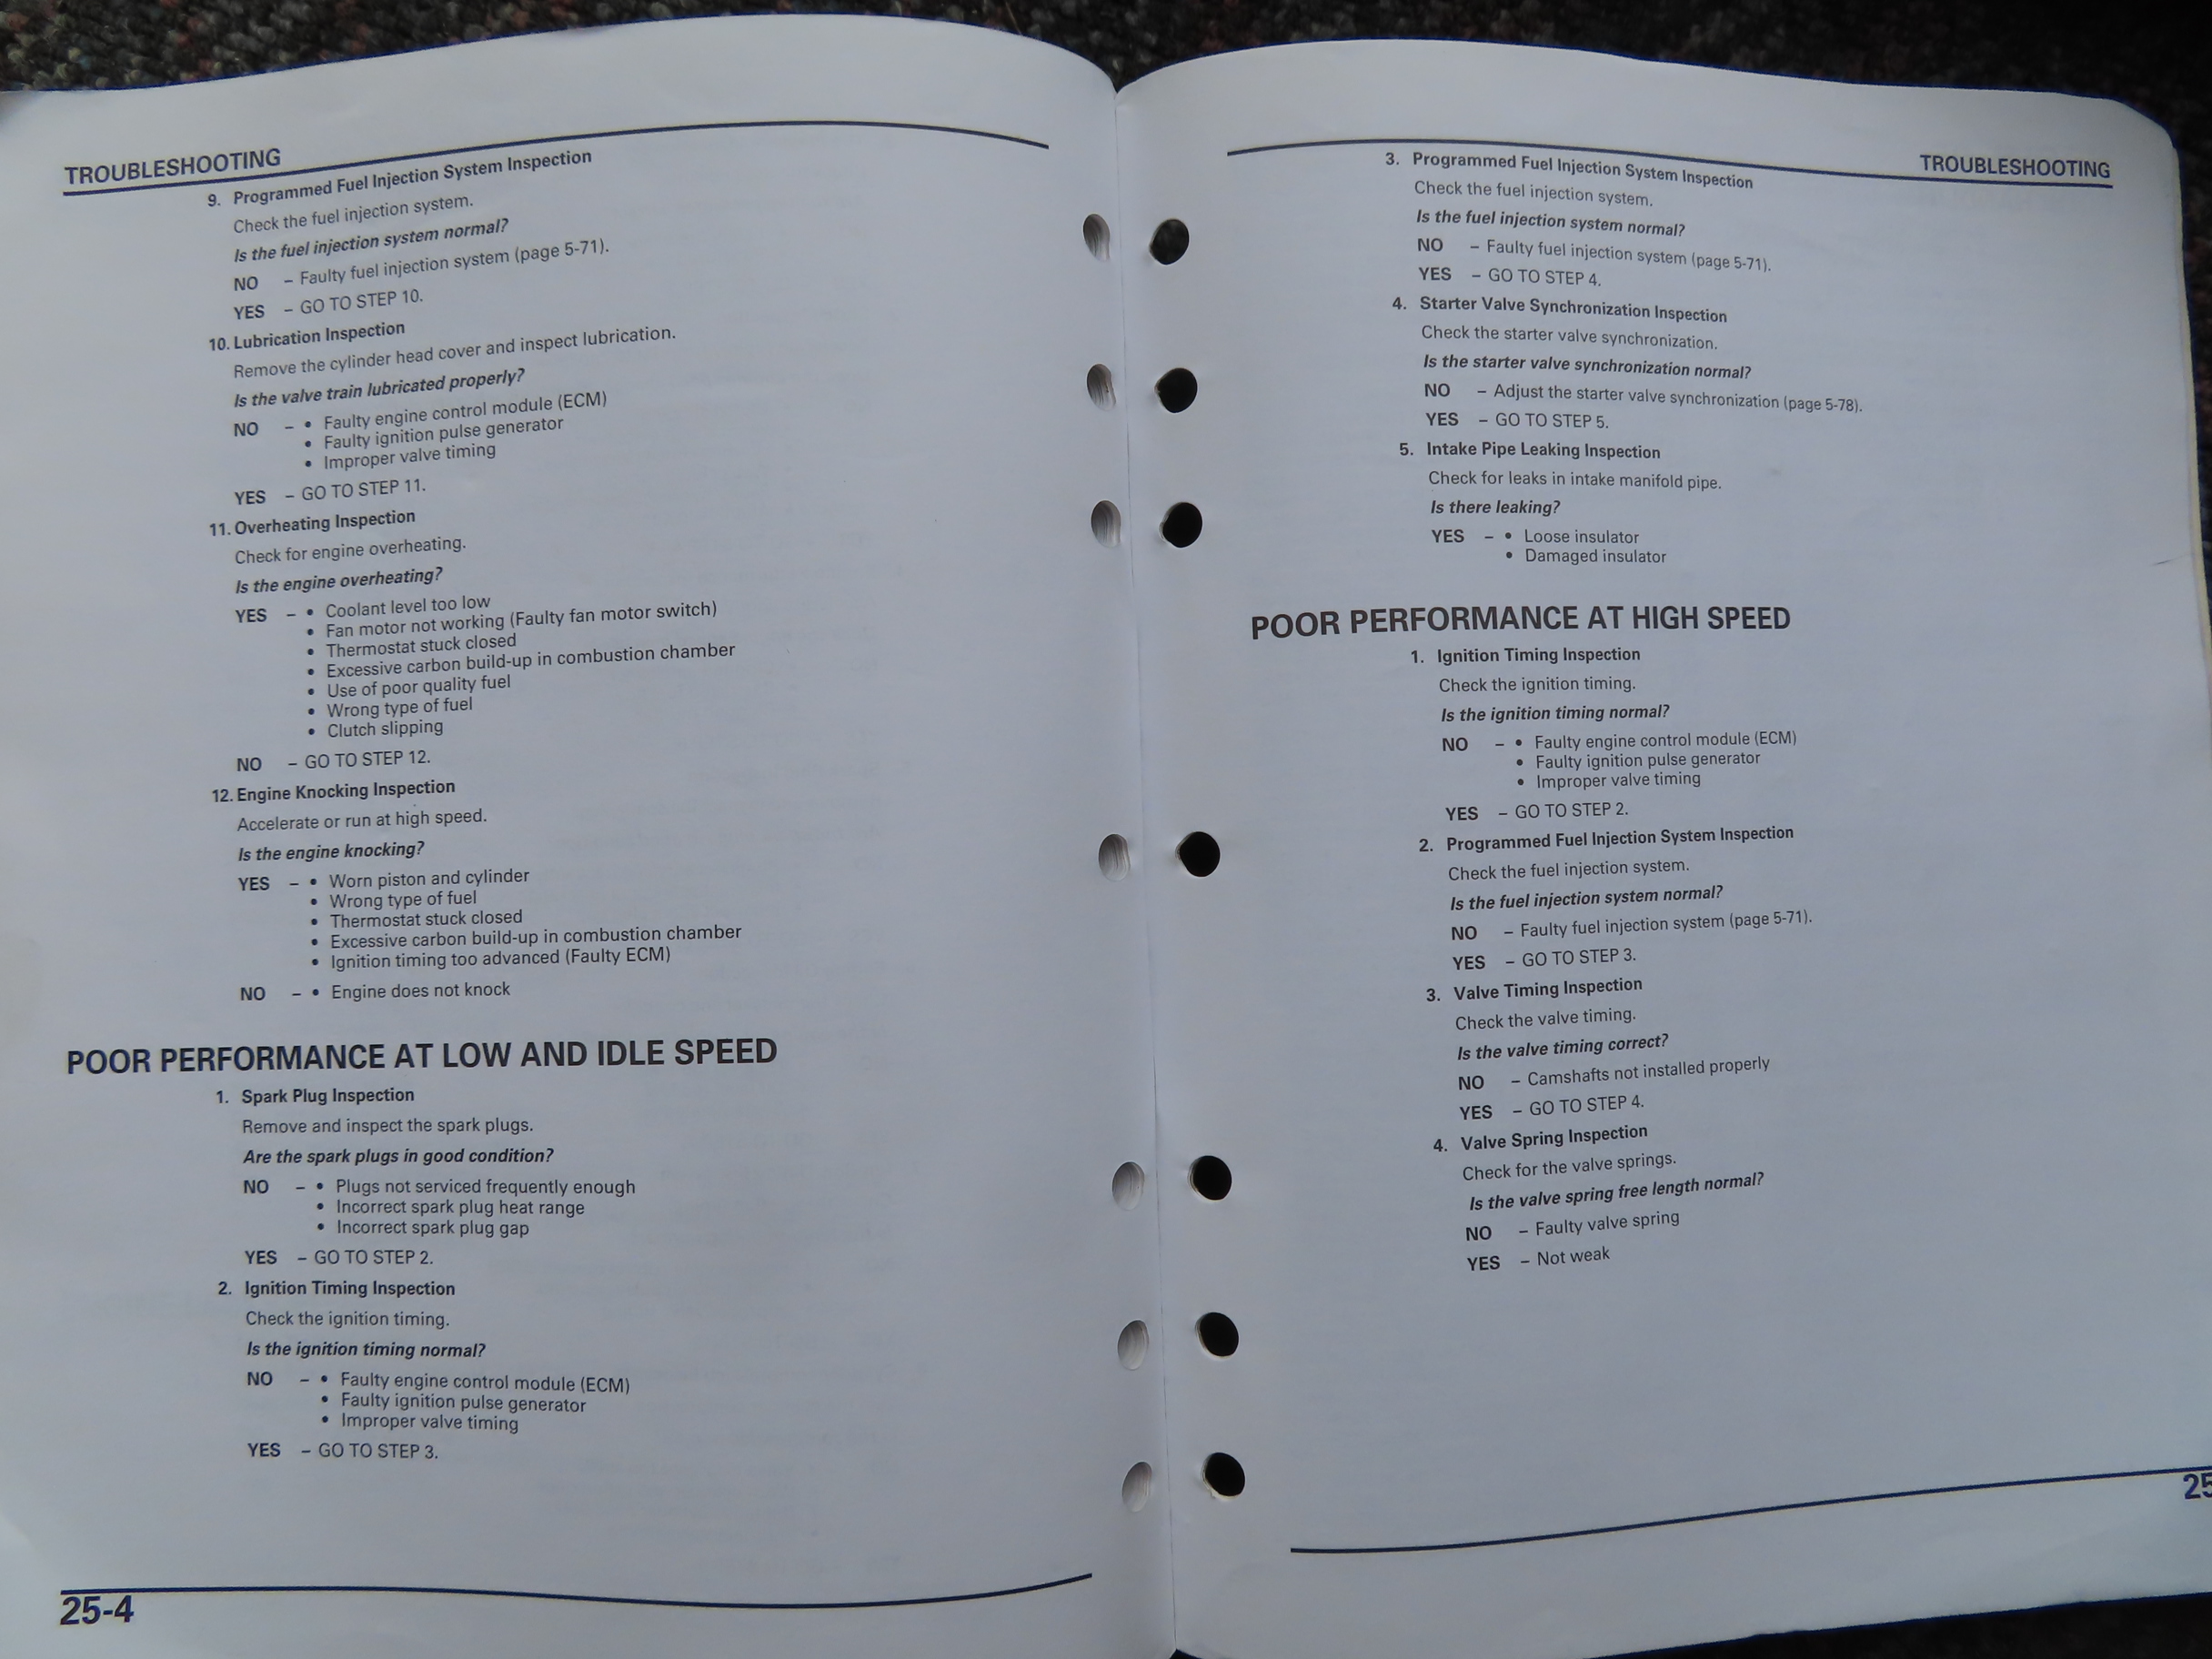 TROUBLESHOOTING
9. Programmed Fuel Injection System Inspection
Check the fuel injection system.
Is the fuel injection system normal?
NO – Faulty fuel injection system (page 5-71).
YES – GO TO STEP 10.
10. Lubrication Inspection
Remove the cylinder head cover and inspect lubrication.
Is the valve train lubricated properly?
NO – • Faulty engine control module (ECM)
• Faulty ignition pulse generator
• Improper valve timing
YES – GO TO STEP 11.
11. Overheating Inspection
Check for engine overheating.
Is the engine overheating?
YES – • Coolant level too low
• Fan motor not working (Faulty fan motor switch)
• Thermostat stuck closed
• Excessive carbon build-up in combustion chamber
• Use of poor quality fuel
• Wrong type of fuel
• Clutch slipping
NO – GO TO STEP 12.
12. Engine Knocking Inspection
Accelerate or run at high speed.
Is the engine knocking?
YES – • Worn piston and cylinder
• Wrong type of fuel
• Thermostat stuck closed
• Excessive carbon build-up in combustion chamber
• Ignition timing too advanced (Faulty ECM)
NO – • Engine does not knock
POOR PERFORMANCE AT LOW AND IDLE SPEED
1. Spark Plug Inspection
Remove and inspect the spark plugs.
Are the spark plugs in good condition?
NO – • Plugs not serviced frequently enough
• Incorrect spark plug heat range
• Incorrect spark plug gap
YES – GO TO STEP 2.
2. Ignition Timing Inspection
Check the ignition timing.
Is the ignition timing normal?
NO – • Faulty engine control module (ECM)
• Faulty ignition pulse generator
• Improper valve timing
YES – GO TO STEP 3.
25-4
TROUBLESHOOTING
3. Programmed Fuel Injection System Inspection
Check the fuel injection system.
Is the fuel injection system normal?
NO – Faulty fuel injection system (page 5-71).
YES – GO TO STEP 4.
4. Starter Valve Synchronization Inspection
Check the starter valve synchronization.
Is the starter valve synchronization normal?
NO – Adjust the starter valve synchronization (page 5-78).
YES – GO TO STEP 5.
5. Intake Pipe Leaking Inspection
Check for leaks in intake manifold pipe.
Is there leaking?
YES – • Loose insulator
• Damaged insulator
POOR PERFORMANCE AT HIGH SPEED
1. Ignition Timing Inspection
Check the ignition timing.
Is the ignition timing normal?
NO – • Faulty engine control module (ECM)
• Faulty ignition pulse generator
• Improper valve timing
YES – GO TO STEP 2.
2. Programmed Fuel Injection System Inspection
Check the fuel injection system.
Is the fuel injection system normal?
NO – Faulty fuel injection system (page 5-71).
YES – GO TO STEP 3.
3. Valve Timing Inspection
Check the valve timing.
Is the valve timing correct?
NO – Camshafts not installed properly
YES – GO TO STEP 4.
4. Valve Spring Inspection
Check for the valve springs.
Is the valve spring free length normal?
NO – Faulty valve spring
YES – Not weak
25